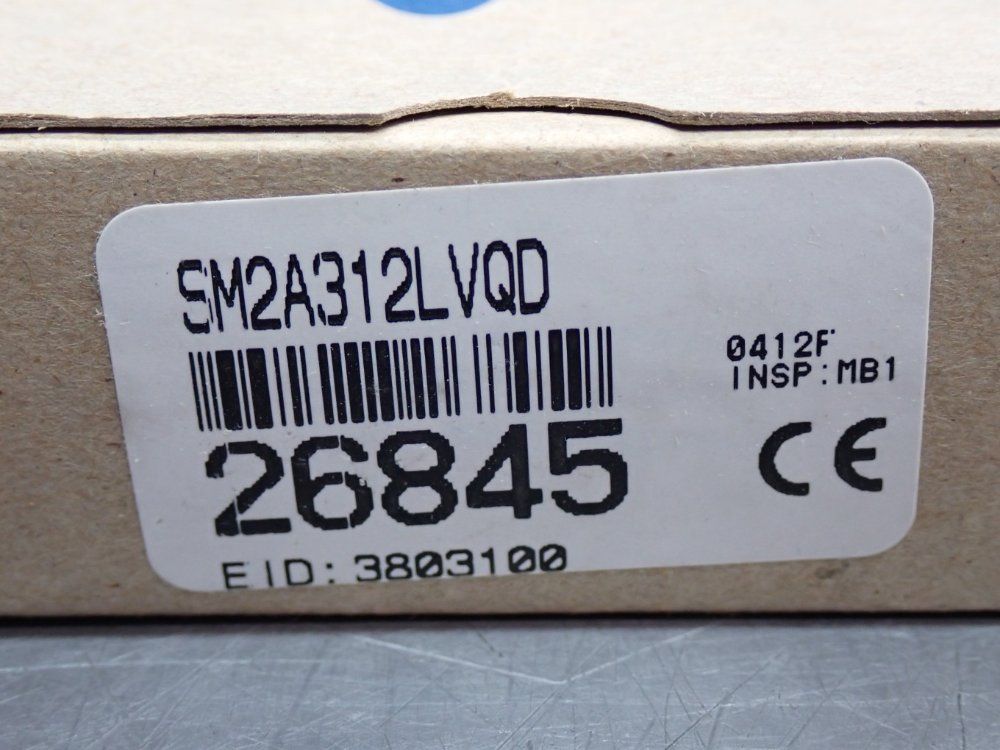 SM2A312LVQD
0412F
INSP:MB1
26845
CE
EID: 3803100